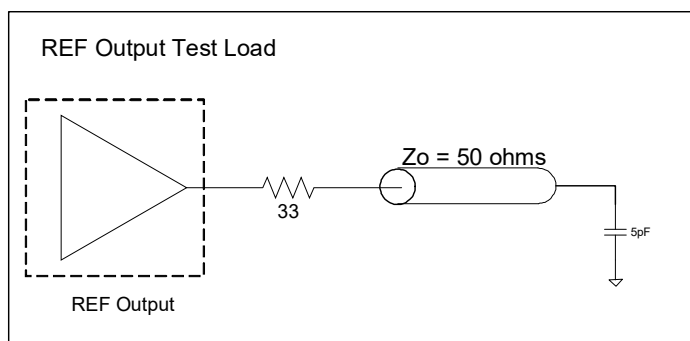 REF Output Test Load
Zo = 50 ohms
33
5pF
REF Output